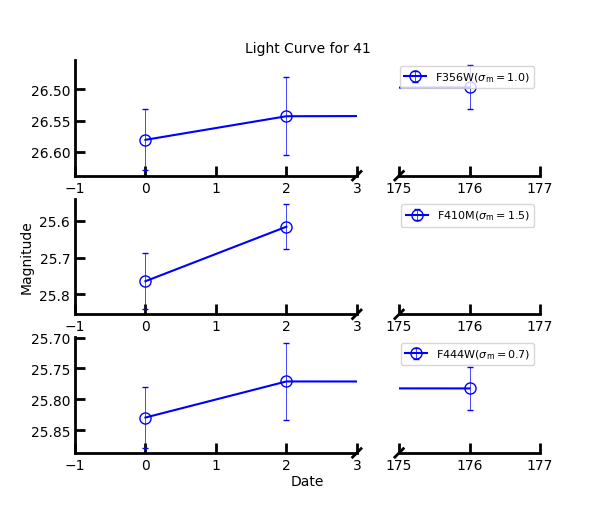 Light Curve for 41
F356W(σm = 1.0)
26.50
26.55
26.60
−1 0 1 2 3 175 176 177
F410M(σm = 1.5)
25.6
25.7
25.8
−1 0 1 2 3 175 176 177
Magnitude
F444W(σm = 0.7)
25.70
25.75
25.80
25.85
−1 0 1 2 3 175 176 177
Date